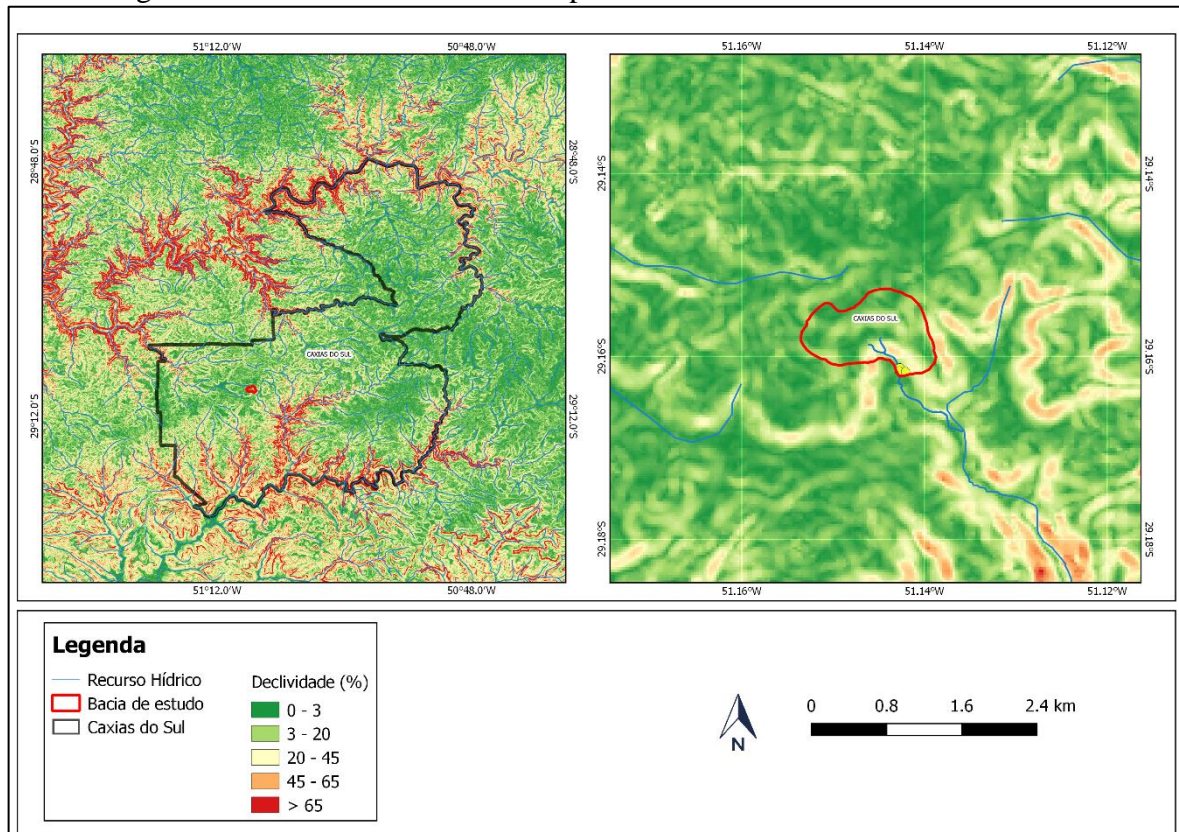 51°12.0'W 50°48.0'W
51.16°W 51.14°W 51.12°W
28°48.0'S 28°48.0'S
29.14°S 29.14°S
CAXIAS DO SUL
CAXIAS DO SUL
29°12.0'S 29°12.0'S
29.16°S 29.16°S
29.18°S 29.18°S
51°12.0'W 50°48.0'W
51.16°W 51.14°W 51.12°W
Legenda
Recurso Hídrico
Bacia de estudo
Caxias do Sul
Declividade (%)
0 - 3
3 - 20
20 - 45
45 - 65
> 65
N
0 0.8 1.6 2.4 km